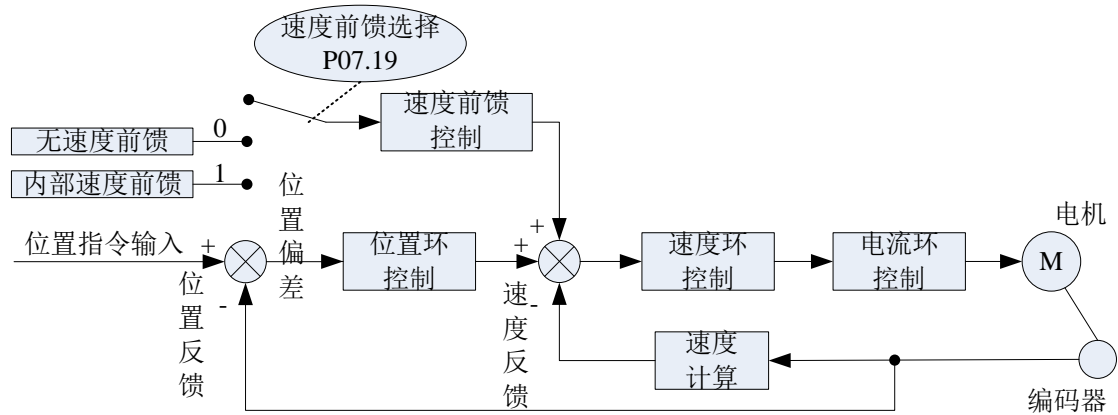 速度前馈选择
P07.19
速度前馈
控制
无速度前馈
0
内部速度前馈
1
位置偏差
+
电机
位置指令输入
+
位置环
控制
+
速度环
控制
电流环
控制
M
-
位置反馈
-
速度反馈
速度
计算
编码器